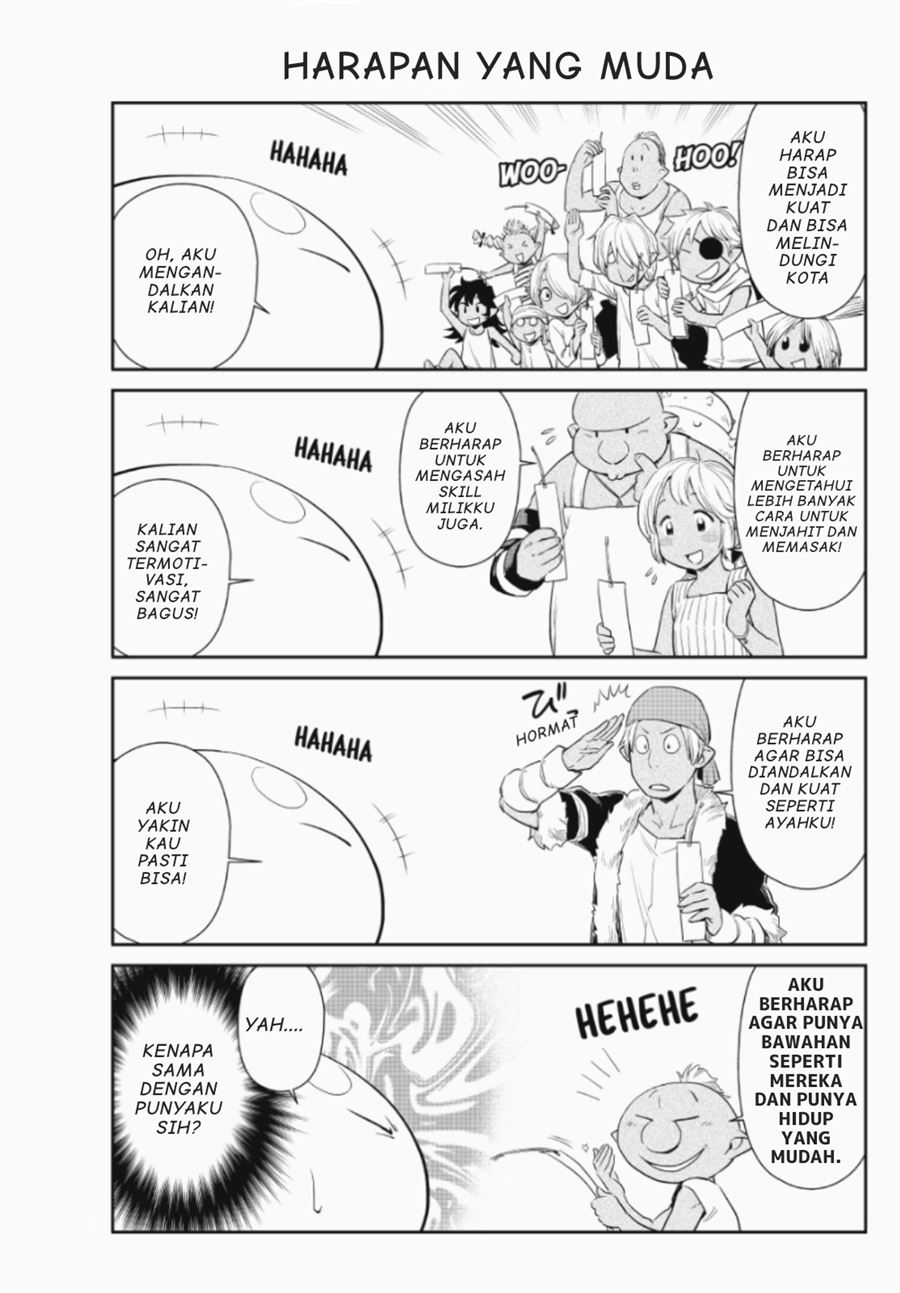 HARAPAN YANG MUDA
AKU
HARAP
BISA
MENJADI
KUAT
DAN BISA
MELIN-
DUNGI
KOTA
WOO-
HOO!
HAHAHA
OH, AKU
MENGAN-
DALKAN
KALIAN!
AKU
BERHARAP
UNTUK
MENGETAHUI
LEBIH BANYAK
CARA UNTUK
MENJAHIT DAN
MEMASAK!
AKU
BERHARAP
UNTUK
MENGASAH
SKILL
MILIKKU
JUGA.
HAHAHA
KALIAN
SANGAT
TERMOTI-
VASI,
SANGAT
BAGUS!
AKU
BERHARAP
AGAR BISA
DIANDALKAN
DAN KUAT
SEPERTI
AYAHKU!
びっ
HORMAT
HAHAHA
AKU
YAKIN
KAU
PASTI
BISA!
AKU
BERHARAP
AGAR PUNYA
BAWAHAN
SEPERTI
MEREKA
DAN PUNYA
HIDUP
YANG
MUDAH.
HEHEHE
YAH....
KENAPA
SAMA
DENGAN
PUNYAKU
SIH?